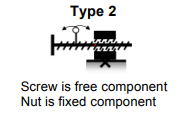 Type 2
Screw is free component
Nut is fixed component